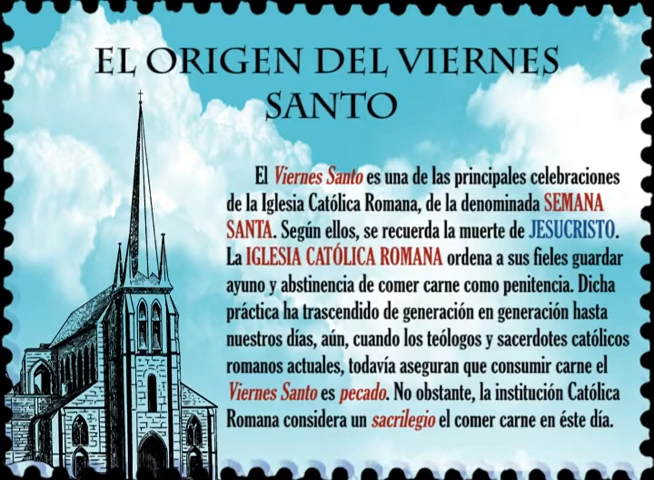 EL ORIGEN DEL VIERNES
SANTO
El Viernes Santo es una de las principales celebraciones
de la Iglesia Católica Romana, de la denominada SEMANA
SANTA. Según ellos, se recuerda la muerte de JESUCRISTO.
La IGLESIA CATÓLICA ROMANA ordena a sus fieles guardar
ayuno y abstinencia de comer carne como penitencia. Dicha
práctica ha trascendido de generación en generación hasta
nuestros días, aún, cuando los teólogos y sacerdotes católicos
romanos actuales, todavía aseguran que consumir carne el
Viernes Santo es pecado. No obstante, la institución Católica
Romana considera un sacrilegio el comer carne en éste día.